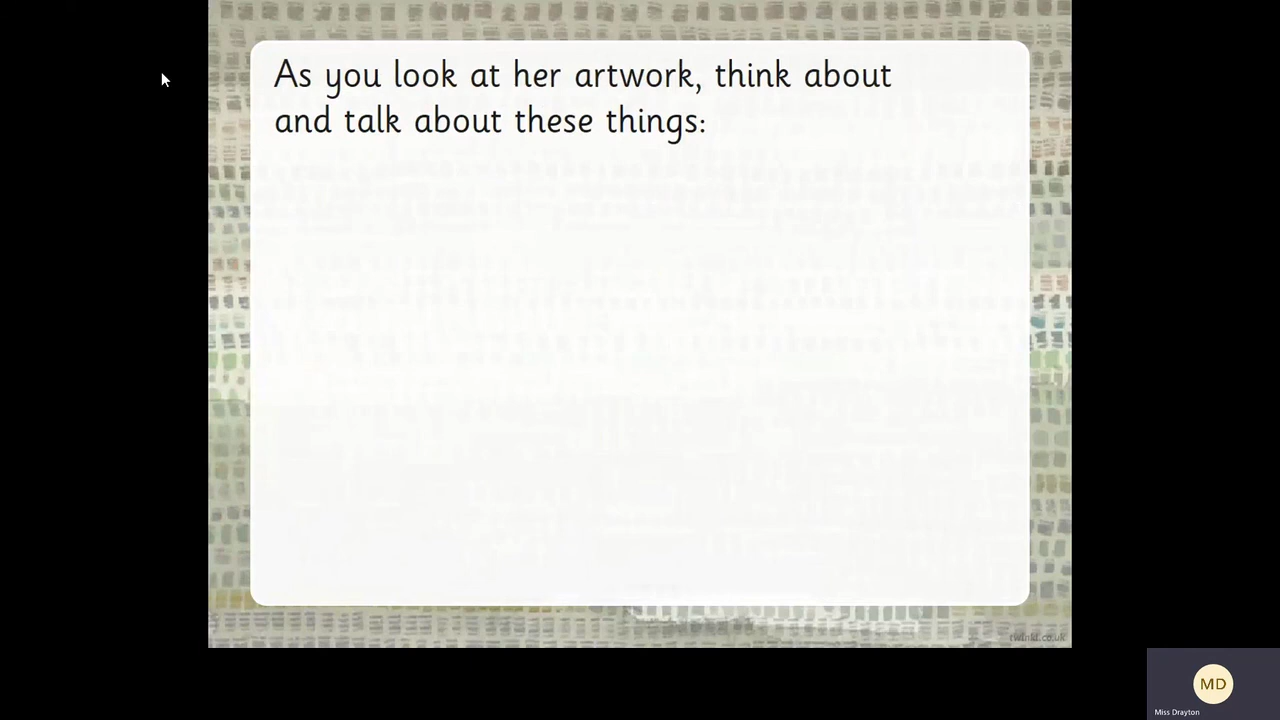 As you look at her artwork, think about
and talk about these things:
twinkl.co.uk
MD
Miss Drayton